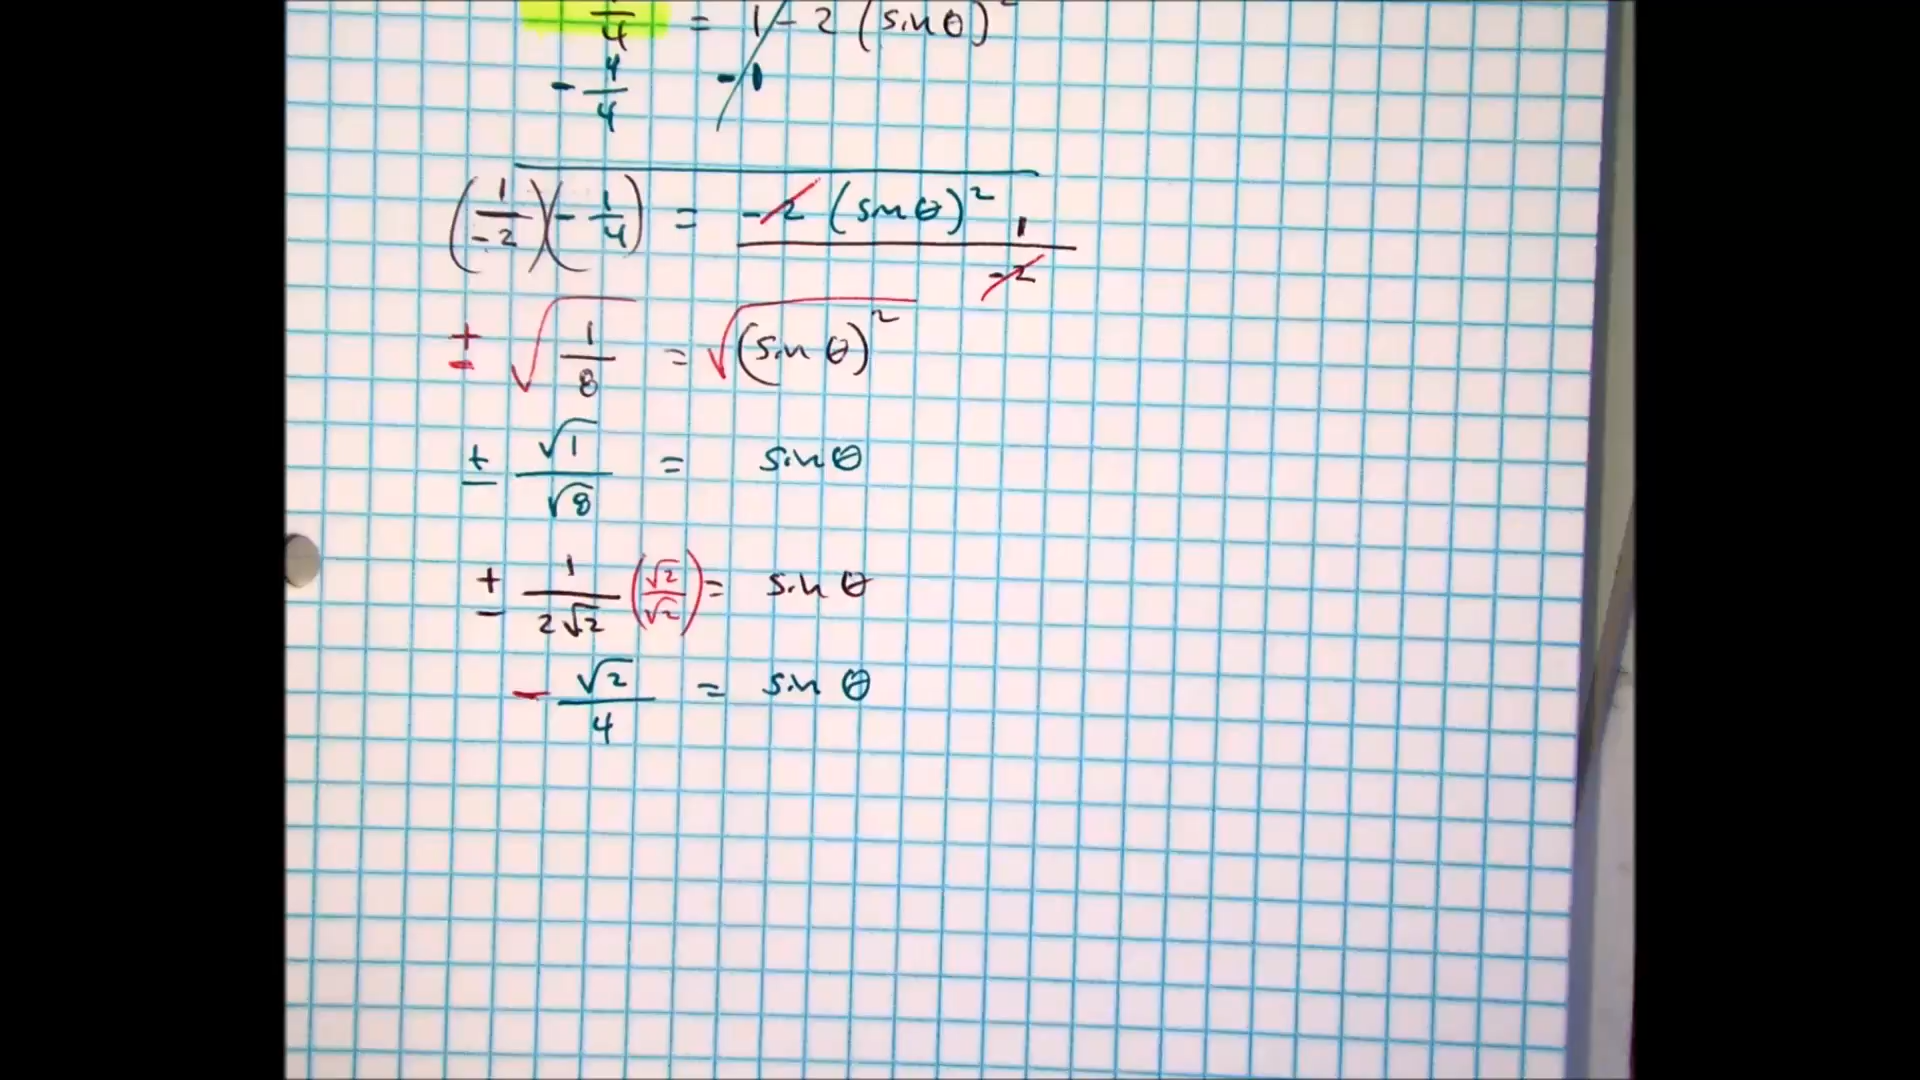 /4 = 1 - 2 (sin θ)²
- 4/4 -1
(1/-2)(- 1/4) = -2 (sin θ)² 1 / -2
± √(1/8) = √(sin θ)²
± √1/√8 = sin θ
± 1/2√2 (√2/√2) = sin θ
- √2/4 = sin θ